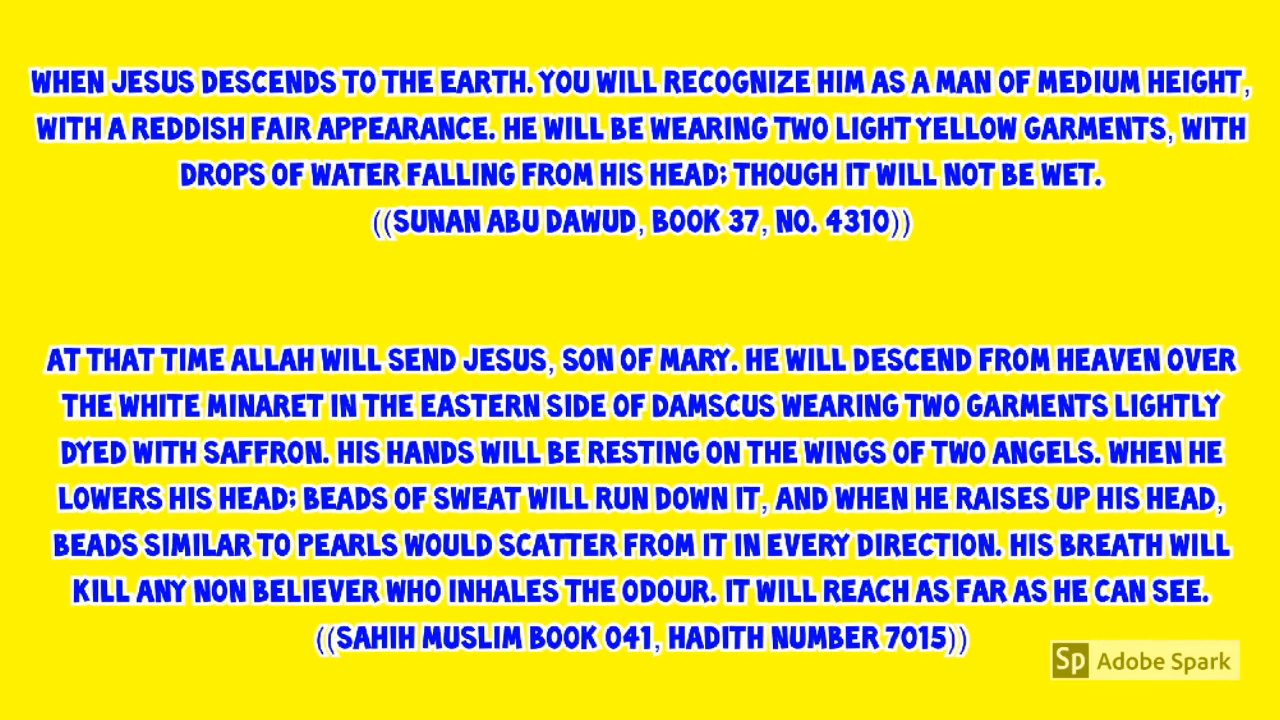 WHEN JESUS DESCENDS TO THE EARTH. YOU WILL RECOGNIZE HIM AS A MAN OF MEDIUM HEIGHT,
WITH A REDDISH FAIR APPEARANCE. HE WILL BE WEARING TWO LIGHT YELLOW GARMENTS, WITH
DROPS OF WATER FALLING FROM HIS HEAD; THOUGH IT WILL NOT BE WET.
((SUNAN ABU DAWUD, BOOK 37, NO. 4310))
AT THAT TIME ALLAH WILL SEND JESUS, SON OF MARY. HE WILL DESCEND FROM HEAVEN OVER
THE WHITE MINARET IN THE EASTERN SIDE OF DAMSCUS WEARING TWO GARMENTS LIGHTLY
DYED WITH SAFFRON. HIS HANDS WILL BE RESTING ON THE WINGS OF TWO ANGELS. WHEN HE
LOWERS HIS HEAD; BEADS OF SWEAT WILL RUN DOWN IT, AND WHEN HE RAISES UP HIS HEAD,
BEADS SIMILAR TO PEARLS WOULD SCATTER FROM IT IN EVERY DIRECTION. HIS BREATH WILL
KILL ANY NON BELIEVER WHO INHALES THE ODOUR. IT WILL REACH AS FAR AS HE CAN SEE.
((SAHIH MUSLIM BOOK 041, HADITH NUMBER 7015))
Sp Adobe Spark